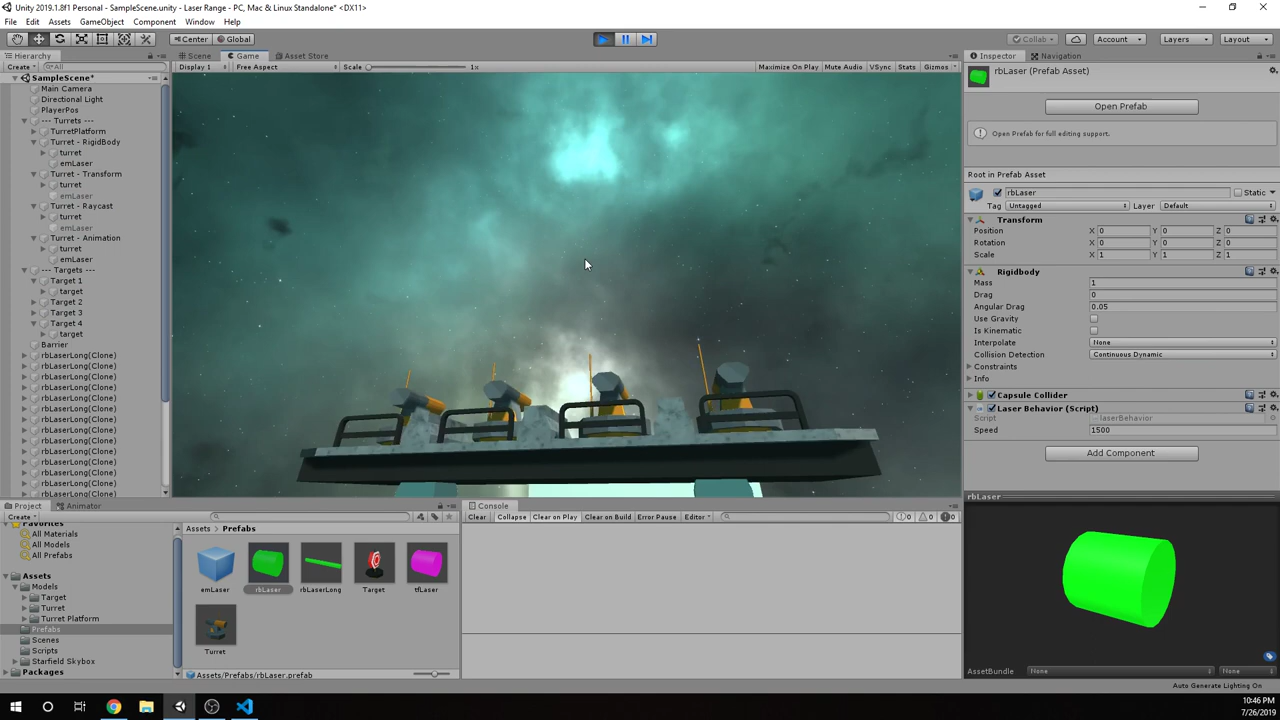 Unity 2019.1.8f1 Personal - SampleScene.unity - Laser Range - PC, Mac & Linux Standalone* <DX11>
File Edit Assets GameObject Component Window Help
Center Global Collab Account Layers Layout
Hierarchy Scene Game Asset Store Inspector Navigation
Create All Display 1 Free Aspect Scale 1x Maximize On Play Mute Audio VSync Stats Gizmos
rbLaser (Prefab Asset)
SampleScene*
Main Camera
Directional Light
PlayerPos
Open Prefab
--- Turrets ---
TurretPlatform
Open Prefab for full editing support.
Turret - RigidBody
turret
emLaser
Turret - Transform
Root in Prefab Asset
turret
emLaser
rbLaser Static
Turret - Raycast
Tag Untagged Layer Default
turret
Transform
emLaser
Position X 0 Y 0 Z 0
Turret - Animation
Rotation X 0 Y 0 Z 0
turret
Scale X 1 Y 1 Z 1
emLaser
--- Targets ---
Rigidbody
Target 1
Mass 1
target
Drag 0
Target 2
Angular Drag 0.05
Target 3
Use Gravity
Target 4
Is Kinematic
target
Interpolate None
Barrier
Collision Detection Continuous Dynamic
rbLaserLong(Clone)
Constraints
rbLaserLong(Clone)
Info
rbLaserLong(Clone)
rbLaserLong(Clone)
Capsule Collider
rbLaserLong(Clone)
Laser Behavior (Script)
rbLaserLong(Clone)
Script laserBehavior
rbLaserLong(Clone)
Speed 1500
rbLaserLong(Clone)
rbLaserLong(Clone)
Add Component
rbLaserLong(Clone)
rbLaserLong(Clone)
rbLaserLong(Clone)
rbLaserLong(Clone)
rbLaserLong(Clone)
rbLaser
Project Animator Console
Create Clear Collapse Clear on Play Clear on Build Error Pause Editor 0 0 0
Favorites
All Materials
All Models
All Prefabs
Assets Prefabs
Assets
Models
Target
Turret
Turret Platform
Prefabs
Scenes
Scripts
Starfield Skybox
Packages
emLaser rbLaser rbLaserLong Target tfLaser
Turret
Assets/Prefabs/rbLaser.prefab
AssetBundle None None
Auto Generate Lighting On
10:46 PM
7/26/2019